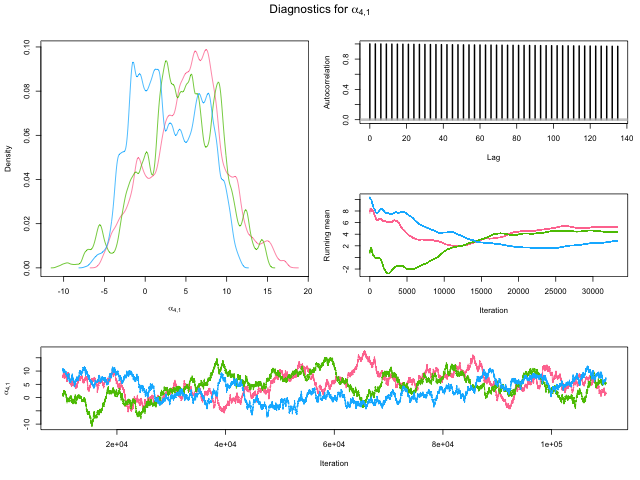 Diagnostics for α4,1
Density
0.00
0.02
0.04
0.06
0.08
0.10
-10
-5
0
5
10
15
20
α4,1
Autocorrelation
0.0
0.4
0.8
0
20
40
60
80
100
120
140
Lag
Running mean
-2
2
4
6
8
0
5000
10000
15000
20000
25000
30000
Iteration
α4,1
-10
0
5
10
2e+04
4e+04
6e+04
8e+04
1e+05
Iteration